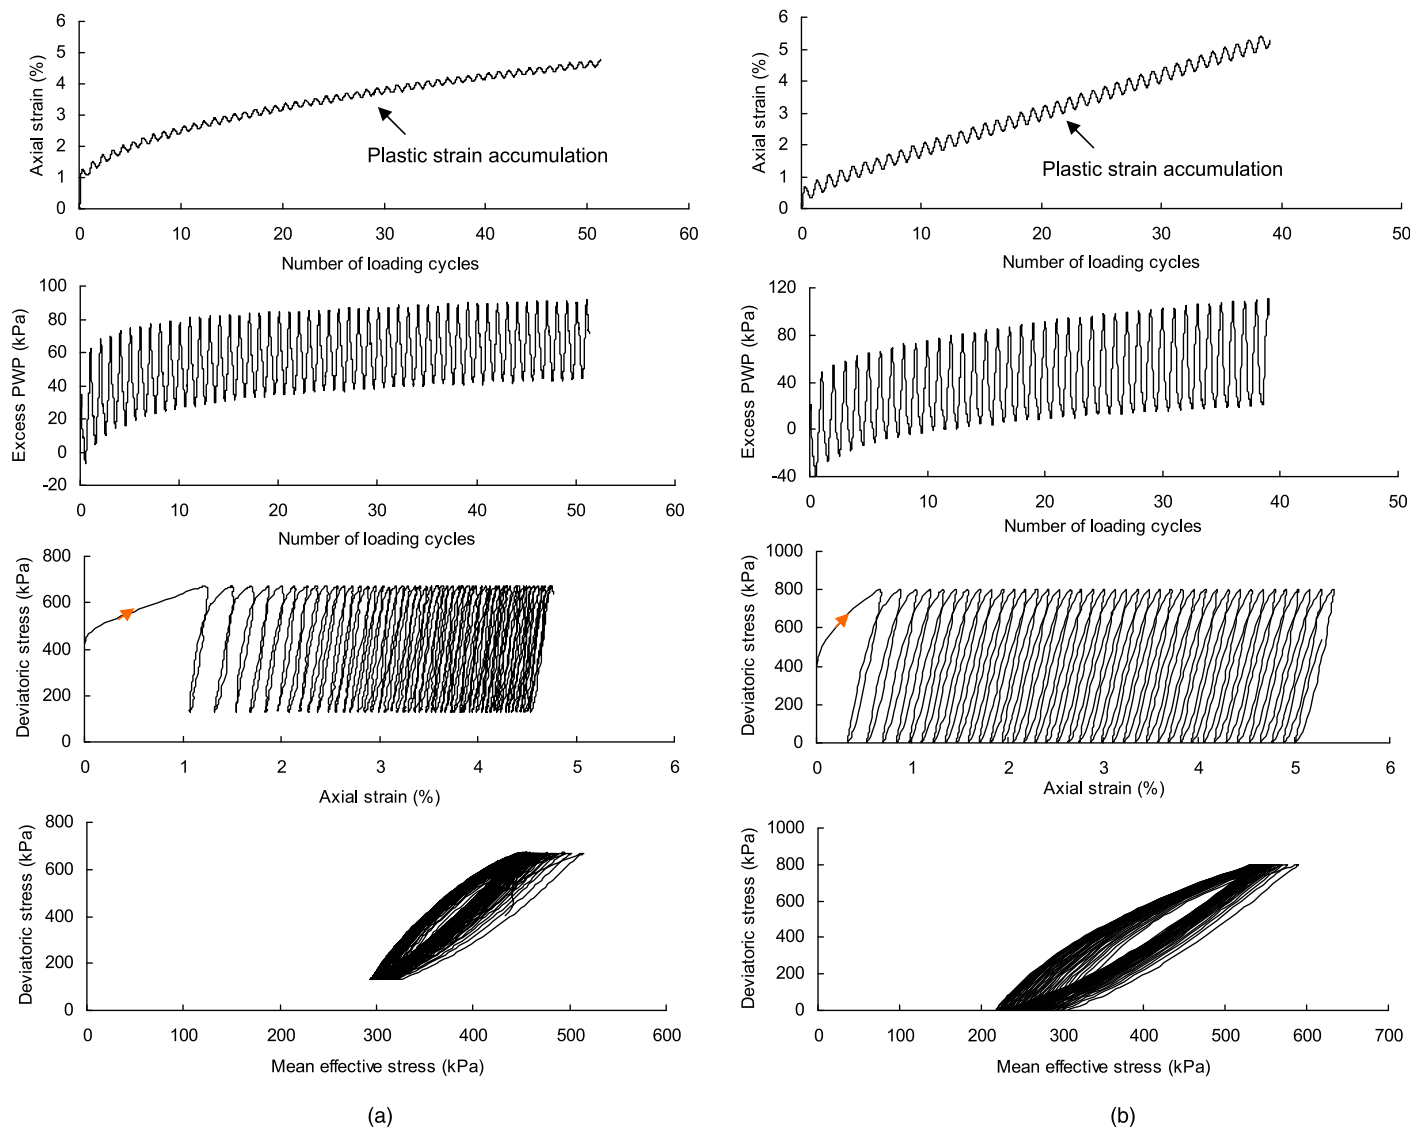 6
5
4
3
2
1
0
Axial strain (%)
Plastic strain accumulation
0 10 20 30 40 50 60
Number of loading cycles
6
5
4
3
2
1
0
Axial strain (%)
Plastic strain accumulation
0 10 20 30 40 50
Number of loading cycles
100
80
60
40
20
0
-20
Excess PWP (kPa)
0 10 20 30 40 50 60
Number of loading cycles
120
80
40
0
-40
Excess PWP (kPa)
0 10 20 30 40 50
Number of loading cycles
800
600
400
200
0
Deviatoric stress (kPa)
0 1 2 3 4 5 6
Axial strain (%)
1000
800
600
400
200
0
Deviatoric stress (kPa)
0 1 2 3 4 5 6
Axial strain (%)
800
600
400
200
0
Deviatoric stress (kPa)
0 100 200 300 400 500 600
Mean effective stress (kPa)
1000
800
600
400
200
0
Deviatoric stress (kPa)
0 100 200 300 400 500 600 700
Mean effective stress (kPa)
(a)
(b)